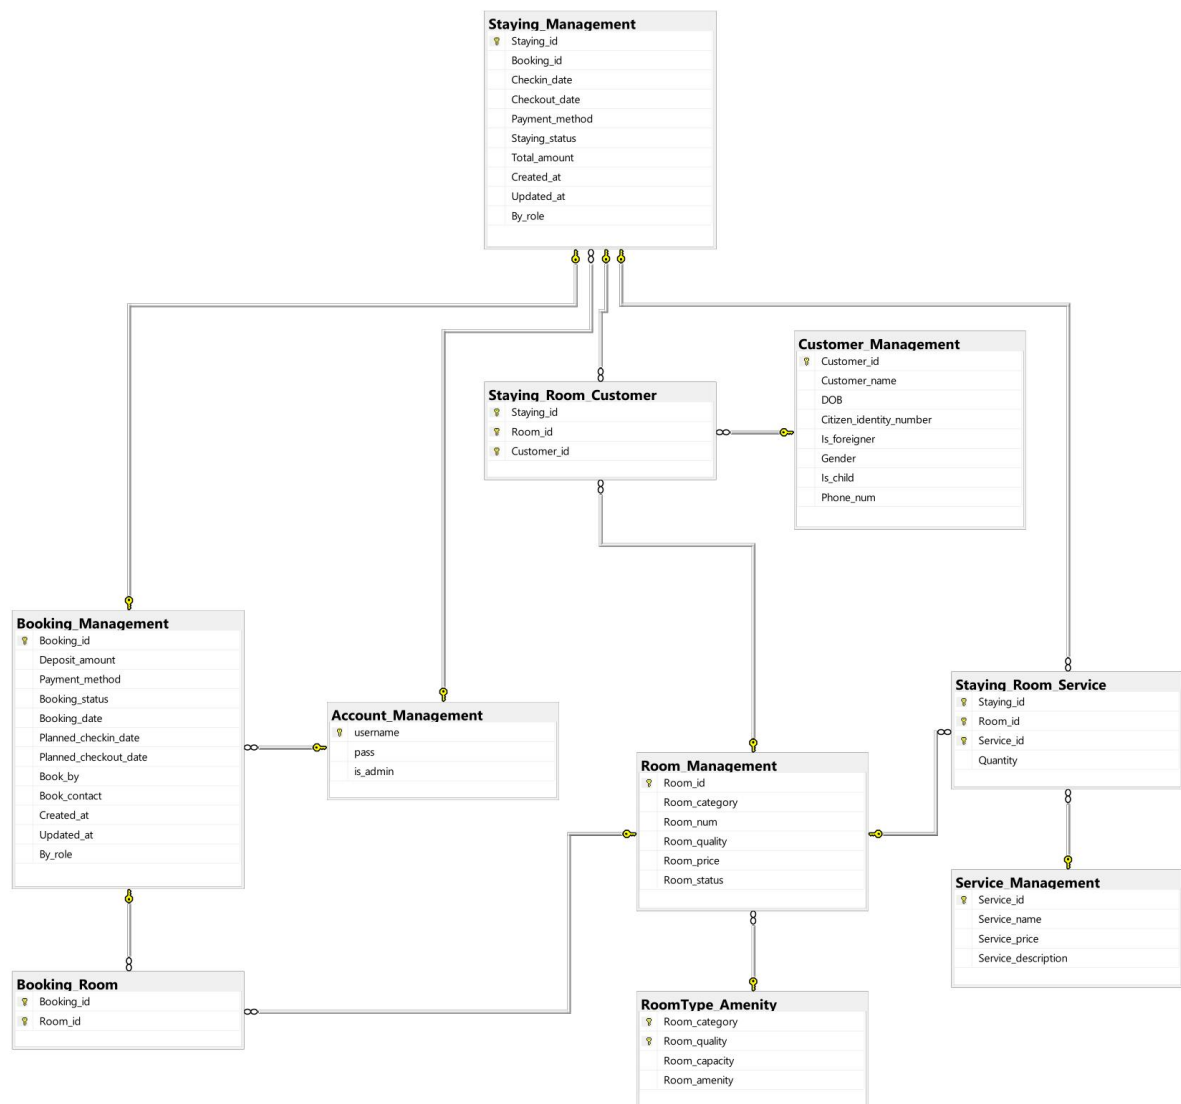 Staying_Management
Staying_id
Booking_id
Checkin_date
Checkout_date
Payment_method
Staying_status
Total_amount
Created_at
Updated_at
By_role
Customer_Management
Customer_id
Customer_name
DOB
Citizen_identity_number
Is_foreigner
Gender
Is_child
Phone_num
Staying_Room_Customer
Staying_id
Room_id
Customer_id
Booking_Management
Booking_id
Deposit_amount
Payment_method
Booking_status
Booking_date
Planned_checkin_date
Planned_checkout_date
Book_by
Book_contact
Created_at
Updated_at
By_role
Account_Management
username
pass
is_admin
Staying_Room_Service
Staying_id
Room_id
Service_id
Quantity
Room_Management
Room_id
Room_category
Room_num
Room_quality
Room_price
Room_status
Service_Management
Service_id
Service_name
Service_price
Service_description
Booking_Room
Booking_id
Room_id
RoomType_Amenity
Room_category
Room_quality
Room_capacity
Room_amenity